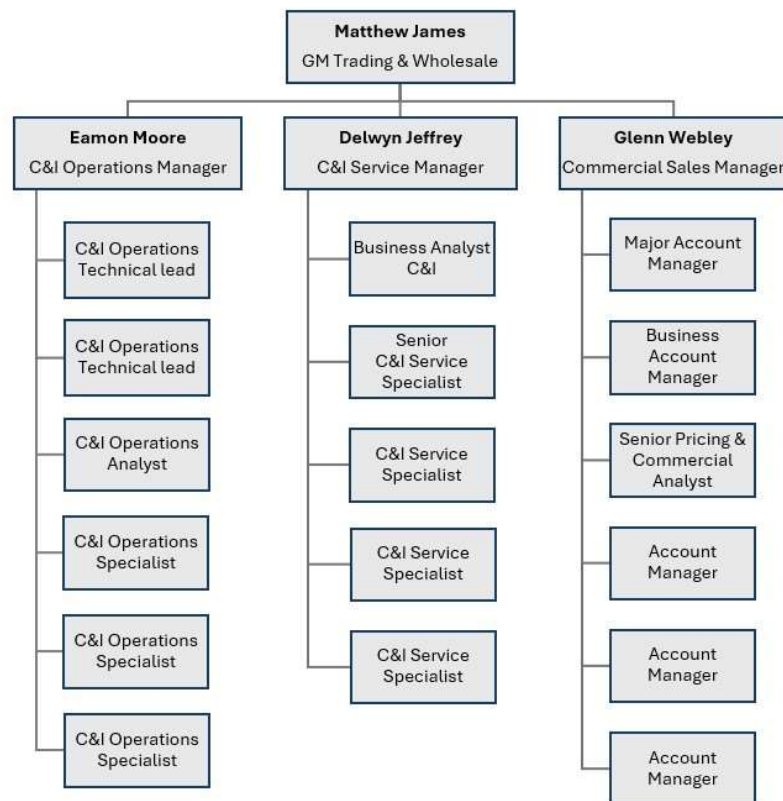 Matthew James
GM Trading & Wholesale
Eamon Moore
C&I Operations Manager
Delwyn Jeffrey
C&I Service Manager
Glenn Webley
Commercial Sales Manager
C&I Operations
Technical lead
C&I Operations
Technical lead
C&I Operations
Analyst
C&I Operations
Specialist
C&I Operations
Specialist
C&I Operations
Specialist
Business Analyst
C&I
Senior
C&I Service
Specialist
C&I Service
Specialist
C&I Service
Specialist
C&I Service
Specialist
Major Account
Manager
Business
Account
Manager
Senior Pricing &
Commercial
Analyst
Account
Manager
Account
Manager
Account
Manager